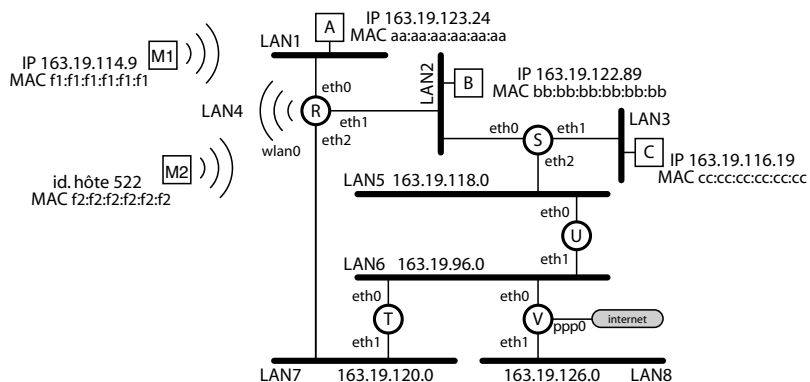 A
IP 163.19.123.24
MAC aa:aa:aa:aa:aa:aa
LAN1
M1
IP 163.19.114.9
MAC f1:f1:f1:f1:f1:f1
LAN4
eth0
R
eth1
eth2
wlan0
LAN2
B
IP 163.19.122.89
MAC bb:bb:bb:bb:bb:bb
LAN3
eth0
S
eth1
eth2
C
IP 163.19.116.19
MAC cc:cc:cc:cc:cc:cc
id. hôte 522
MAC f2:f2:f2:f2:f2:f2
M2
LAN5 163.19.118.0
eth0
U
eth1
LAN6 163.19.96.0
eth0
T
eth1
eth0
V
ppp0
internet
eth1
LAN7 163.19.120.0
163.19.126.0 LAN8